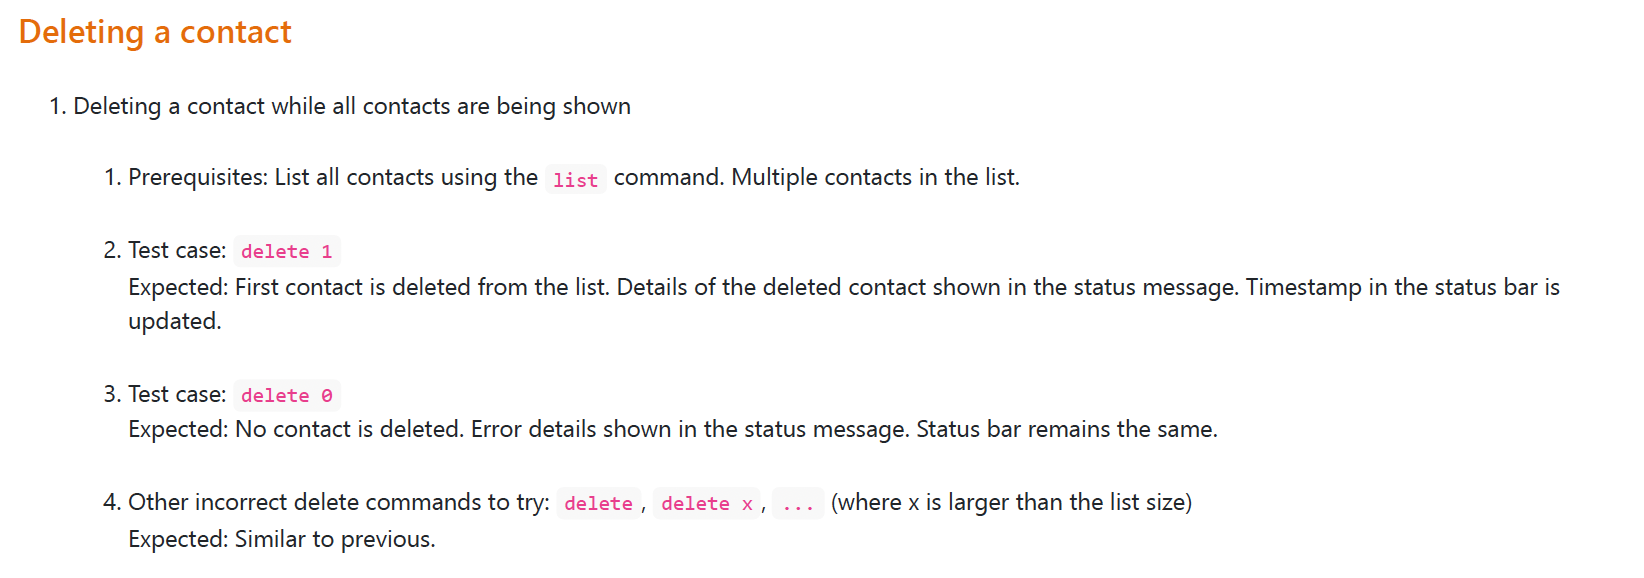 Deleting a contact
1. Deleting a contact while all contacts are being shown
1. Prerequisites: List all contacts using the list command. Multiple contacts in the list.
2. Test case: delete 1
Expected: First contact is deleted from the list. Details of the deleted contact shown in the status message. Timestamp in the status bar is
updated.
3. Test case: delete 0
Expected: No contact is deleted. Error details shown in the status message. Status bar remains the same.
4. Other incorrect delete commands to try: delete, delete x, ... (where x is larger than the list size)
Expected: Similar to previous.